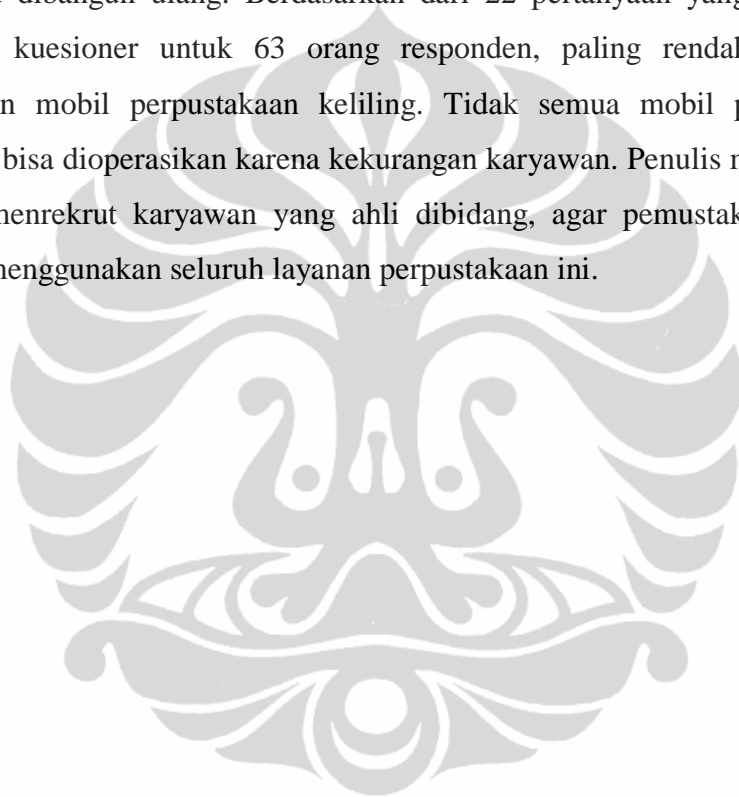 dibangun ulang. Berdasarkan dari 22 pertanyaan yang
kuesioner untuk 63 orang responden, paling rendah
mobil perpustakaan keliling. Tidak semua mobil
bisa dioperasikan karena kekurangan karyawan. Penulis
menrekrut karyawan yang ahli dibidang, agar
menggunakan seluruh layanan perpustakaan ini.